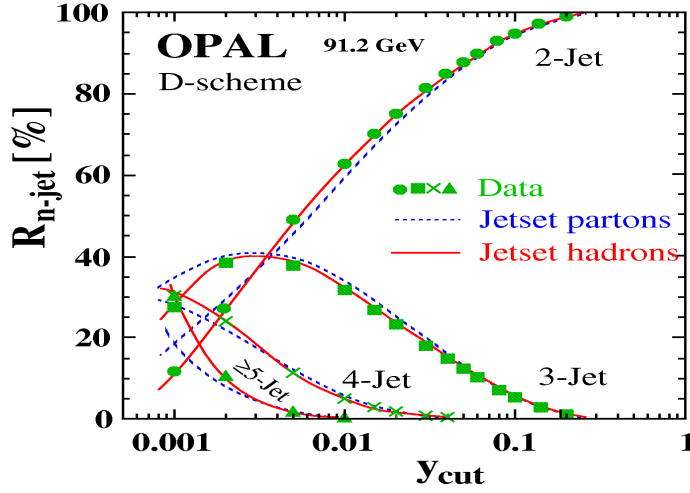 100
80
60
40
20
0
R n-jet [%]
OPAL 91.2 GeV
D-scheme
2-Jet
Data
Jetset partons
Jetset hadrons
≥5-Jet
4-Jet
3-Jet
0.001 0.01 0.1 1
y cut